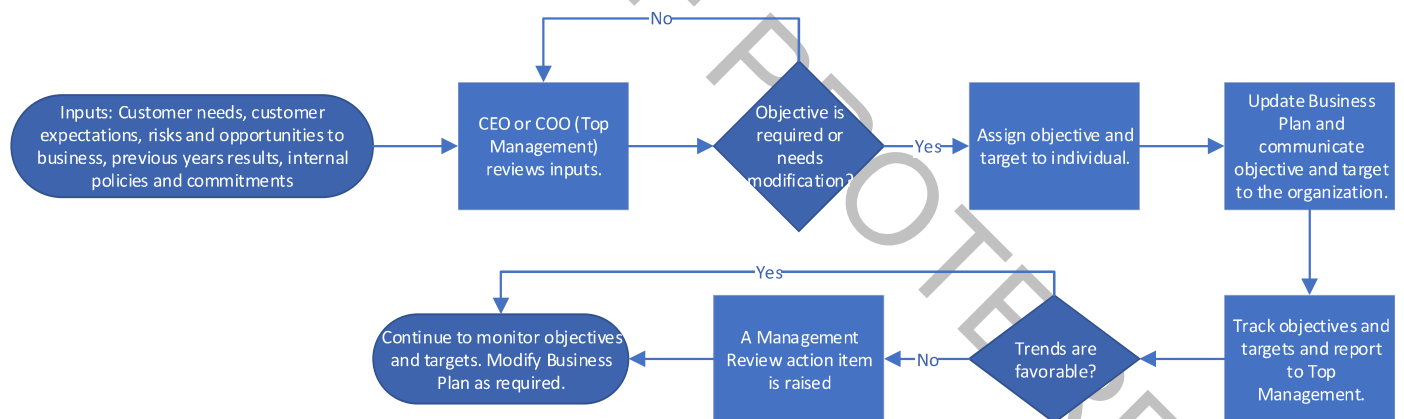 No
Inputs: Customer needs, customer
expectations, risks and opportunities to
business, previous years results, internal
policies and commitments
CEO or COO (Top
Management)
reviews inputs.
Objective is
required or
needs
modification?
Yes
Assign objective and
target to individual.
Update Business
Plan and
communicate
objective and target
to the organization.
Yes
Continue to monitor objectives
and targets. Modify Business
Plan as required.
A Management
Review action item
is raised
No
Trends are
favorable?
Track objectives and
targets and report
to Top
Management.